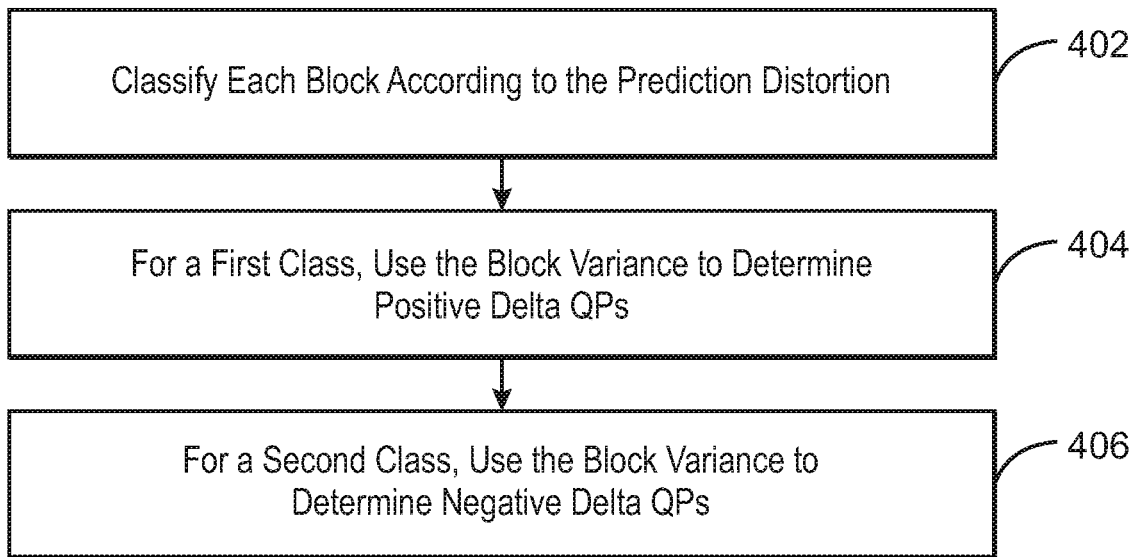 Classify Each Block According to the Prediction Distortion
402
For a First Class, Use the Block Variance to Determine
Positive Delta QPs
404
For a Second Class, Use the Block Variance to
Determine Negative Delta QPs
406